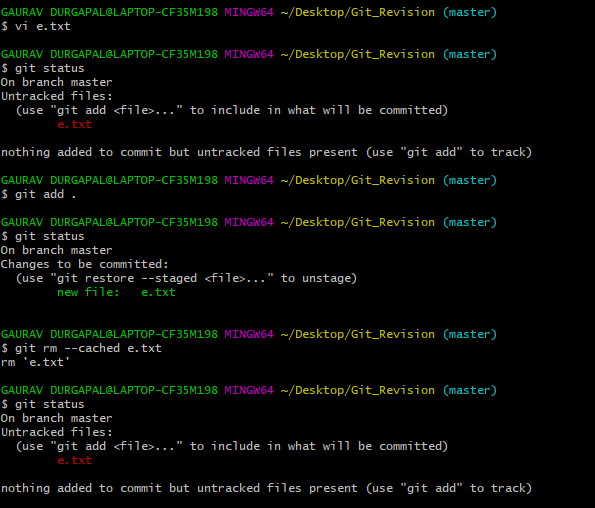 GAURAV DURGAPAL@LAPTOP-CF35M198 MINGW64 ~/Desktop/Git_Revision (master)
$ vi e.txt
GAURAV DURGAPAL@LAPTOP-CF35M198 MINGW64 ~/Desktop/Git_Revision (master)
$ git status
On branch master
Untracked files:
  (use "git add <file>..." to include in what will be committed)
        e.txt
nothing added to commit but untracked files present (use "git add" to track)
GAURAV DURGAPAL@LAPTOP-CF35M198 MINGW64 ~/Desktop/Git_Revision (master)
$ git add .
GAURAV DURGAPAL@LAPTOP-CF35M198 MINGW64 ~/Desktop/Git_Revision (master)
$ git status
On branch master
Changes to be committed:
  (use "git restore --staged <file>..." to unstage)
        new file:   e.txt
GAURAV DURGAPAL@LAPTOP-CF35M198 MINGW64 ~/Desktop/Git_Revision (master)
$ git rm --cached e.txt
rm 'e.txt'
GAURAV DURGAPAL@LAPTOP-CF35M198 MINGW64 ~/Desktop/Git_Revision (master)
$ git status
On branch master
Untracked files:
  (use "git add <file>..." to include in what will be committed)
        e.txt
nothing added to commit but untracked files present (use "git add" to track)